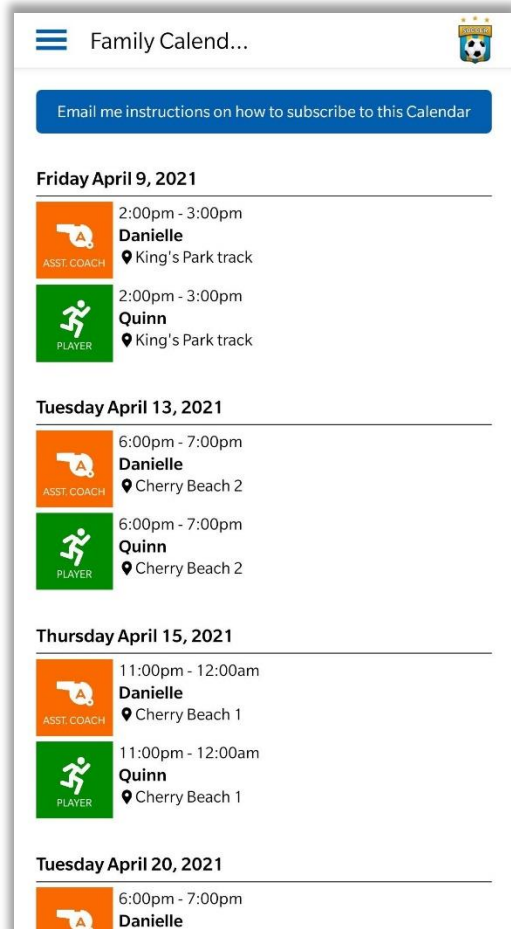 Family Calend...
SOCCER
Email me instructions on how to subscribe to this Calendar
Friday April 9, 2021
2:00pm - 3:00pm
A
Danielle
ASST. COACH
King's Park track
2:00pm - 3:00pm
Quinn
PLAYER
King's Park track
Tuesday April 13, 2021
6:00pm - 7:00pm
A
Danielle
ASST. COACH
Cherry Beach 2
6:00pm - 7:00pm
Quinn
PLAYER
Cherry Beach 2
Thursday April 15, 2021
11:00pm - 12:00am
A
Danielle
ASST. COACH
Cherry Beach 1
11:00pm - 12:00am
Quinn
PLAYER
Cherry Beach 1
Tuesday April 20, 2021
6:00pm - 7:00pm
A
Danielle